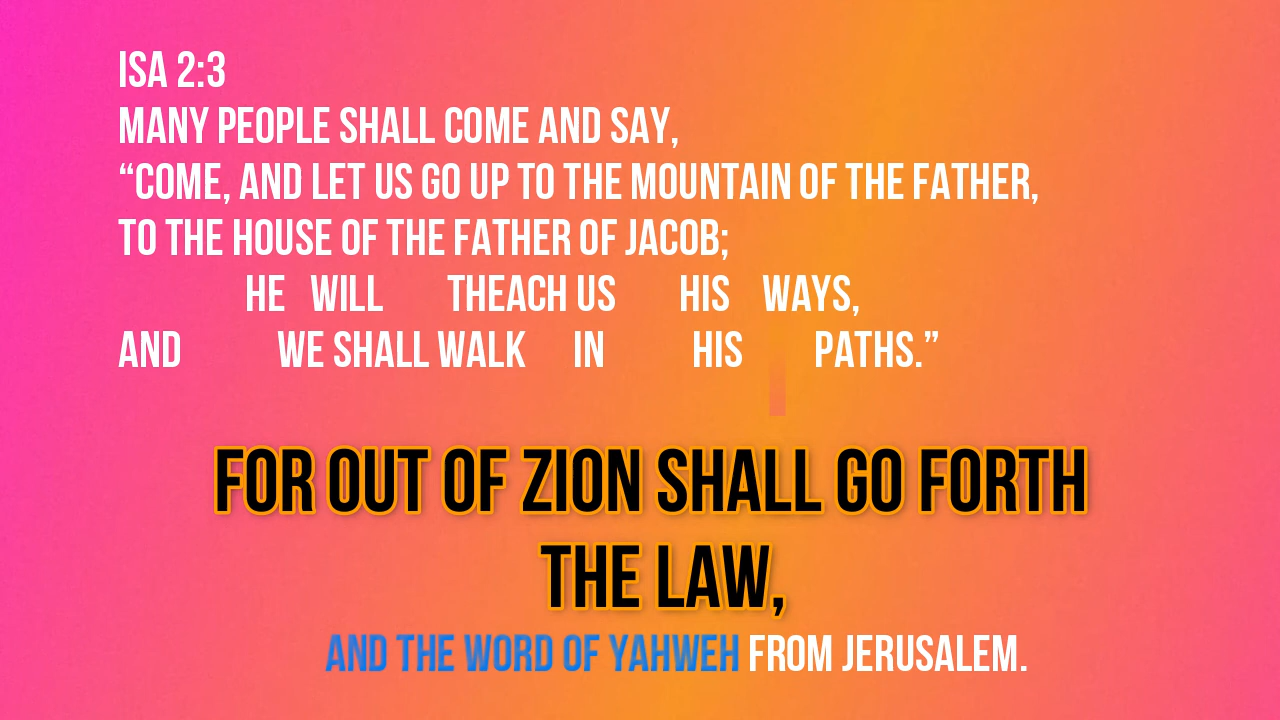 ISA 2:3
MANY PEOPLE SHALL COME AND SAY,
“COME, AND LET US GO UP TO THE MOUNTAIN OF THE FATHER,
TO THE HOUSE OF THE FATHER OF JACOB;
HE WILL THEACH US HIS WAYS,
AND WE SHALL WALK IN HIS PATHS.”
FOR OUT OF ZION SHALL GO FORTH
THE LAW,
AND THE WORD OF YAHWEH FROM JERUSALEM.